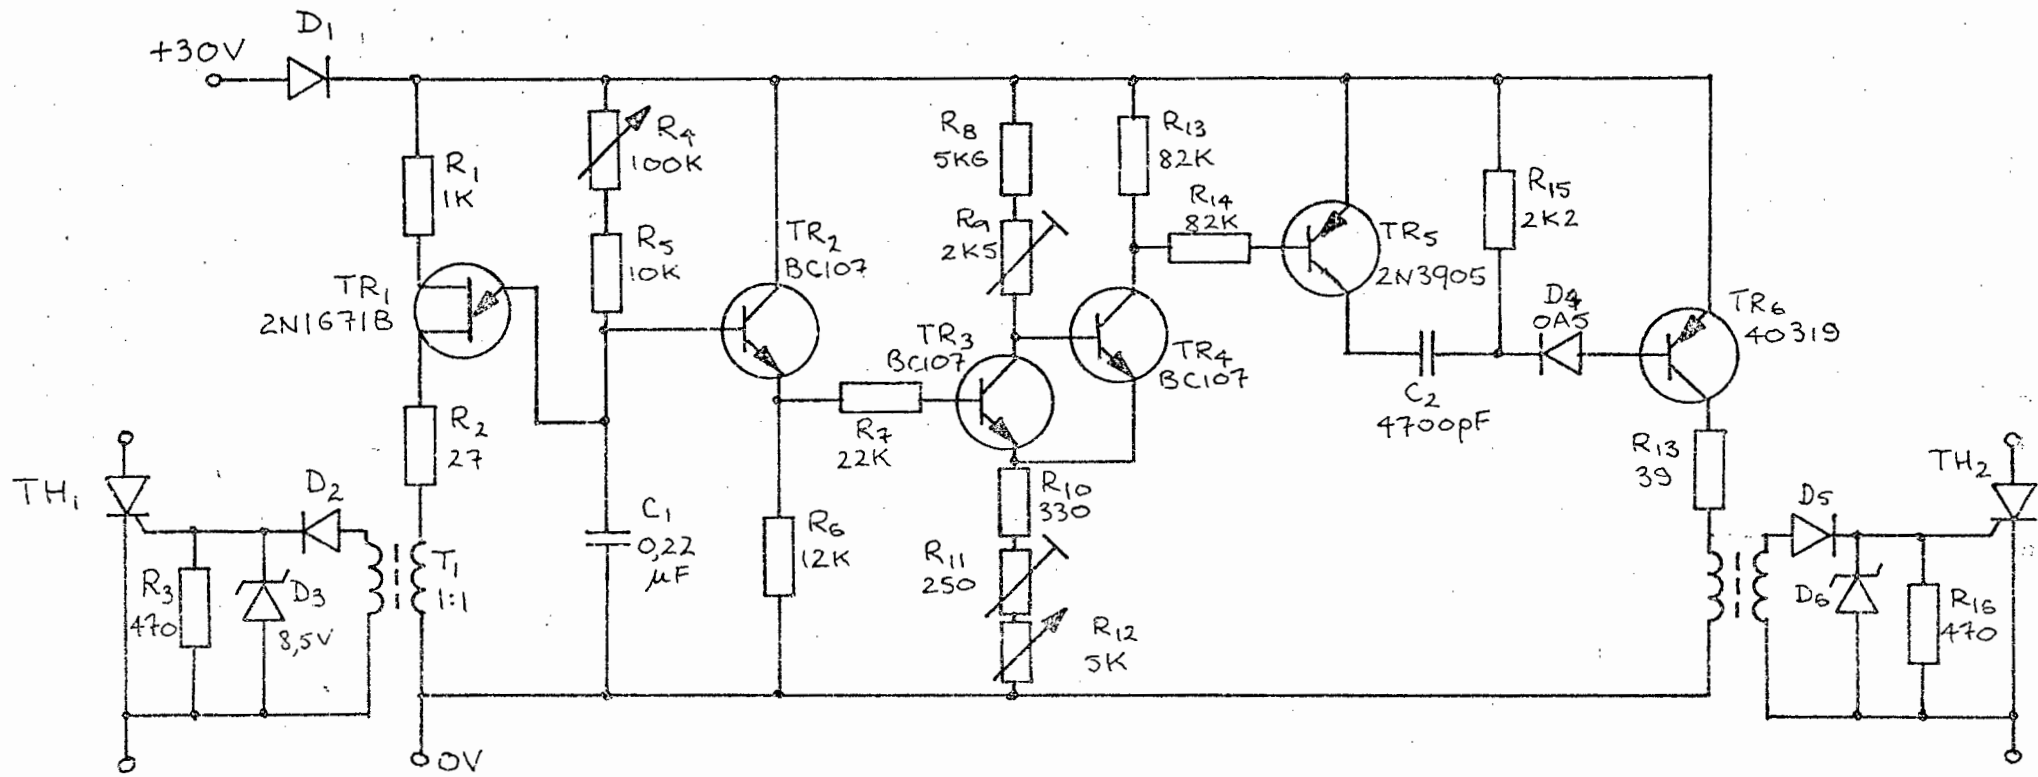 +30V
D1
R1
1K
TR1
2N1671B
R2
27
TH1
D2
R3
470
D3
8,5V
T1
1:1
0V
R4
100K
R5
10K
C1
0,22
µF
TR2
BC107
R6
12K
R7
22K
R8
5K6
R9
2K5
TR3
BC107
R10
330
R11
250
R12
5K
R13
82K
TR4
BC107
R14
82K
TR5
2N3905
C2
4700pF
R15
2K2
D4
OA5
TR6
40319
R13
39
D5
D6
R16
470
TH2